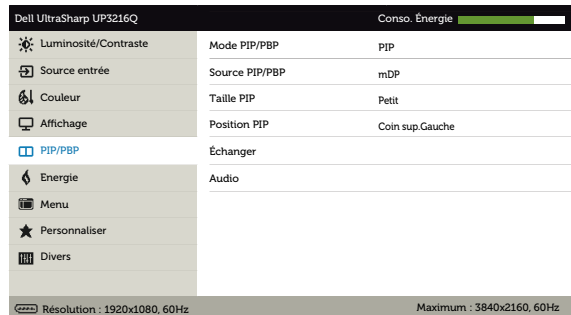 Dell UltraSharp UP3216Q Conso. Énergie
Luminosité/Contraste Mode PIP/PBP PIP
Source entrée Source PIP/PBP mDP
Couleur Taille PIP Petit
Affichage Position PIP Coin sup.Gauche
PIP/PBP Échanger
Energie Audio
Menu
Personnaliser
Divers
Résolution : 1920x1080, 60Hz Maximum : 3840x2160, 60Hz